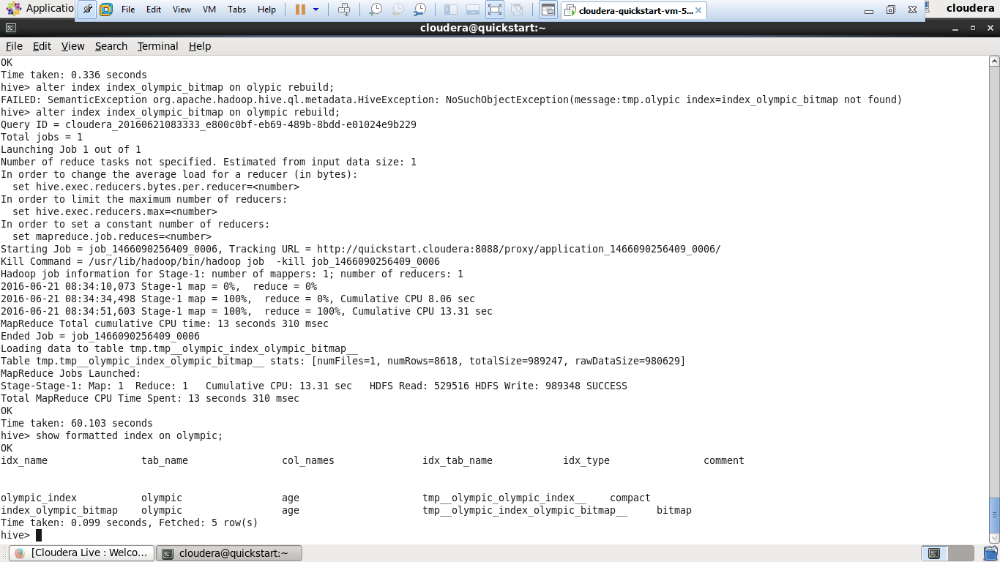 Applicatio File Edit View VM Tabs Help cloudera-quickstart-vm-5... cloudera
cloudera@quickstart:~
File Edit View Search Terminal Help
OK
Time taken: 0.336 seconds
hive> alter index index_olympic_bitmap on olypic rebuild;
FAILED: SemanticException org.apache.hadoop.hive.ql.metadata.HiveException: NoSuchObjectException(message:tmp.olypic index=index_olympic_bitmap not found)
hive> alter index index_olympic_bitmap on olympic rebuild;
Query ID = cloudera_20160621083333_e800c0bf-eb69-489b-8bdd-e01024e9b229
Total jobs = 1
Launching Job 1 out of 1
Number of reduce tasks not specified. Estimated from input data size: 1
In order to change the average load for a reducer (in bytes):
  set hive.exec.reducers.bytes.per.reducer=<number>
In order to limit the maximum number of reducers:
  set hive.exec.reducers.max=<number>
In order to set a constant number of reducers:
  set mapreduce.job.reduces=<number>
Starting Job = job_1466090256409_0006, Tracking URL = http://quickstart.cloudera:8088/proxy/application_1466090256409_0006/
Kill Command = /usr/lib/hadoop/bin/hadoop job  -kill job_1466090256409_0006
Hadoop job information for Stage-1: number of mappers: 1; number of reducers: 1
2016-06-21 08:34:10,073 Stage-1 map = 0%,  reduce = 0%
2016-06-21 08:34:34,498 Stage-1 map = 100%,  reduce = 0%, Cumulative CPU 8.06 sec
2016-06-21 08:34:51,603 Stage-1 map = 100%,  reduce = 100%, Cumulative CPU 13.31 sec
MapReduce Total cumulative CPU time: 13 seconds 310 msec
Ended Job = job_1466090256409_0006
Loading data to table tmp.tmp__olympic_index_olympic_bitmap__
Table tmp.tmp__olympic_index_olympic_bitmap__ stats: [numFiles=1, numRows=8618, totalSize=989247, rawDataSize=980629]
MapReduce Jobs Launched:
Stage-Stage-1: Map: 1  Reduce: 1   Cumulative CPU: 13.31 sec   HDFS Read: 529516 HDFS Write: 989348 SUCCESS
Total MapReduce CPU Time Spent: 13 seconds 310 msec
OK
Time taken: 60.103 seconds
hive> show formatted index on olympic;
OK
idx_name                tab_name                col_names               idx_tab_name            idx_type                comment
olympic_index           olympic                 age                     tmp__olympic_olympic_index__    compact
index_olympic_bitmap    olympic                 age                     tmp__olympic_index_olympic_bitmap__     bitmap
Time taken: 0.099 seconds, Fetched: 5 row(s)
hive>
[Cloudera Live : Welco... cloudera@quickstart:~